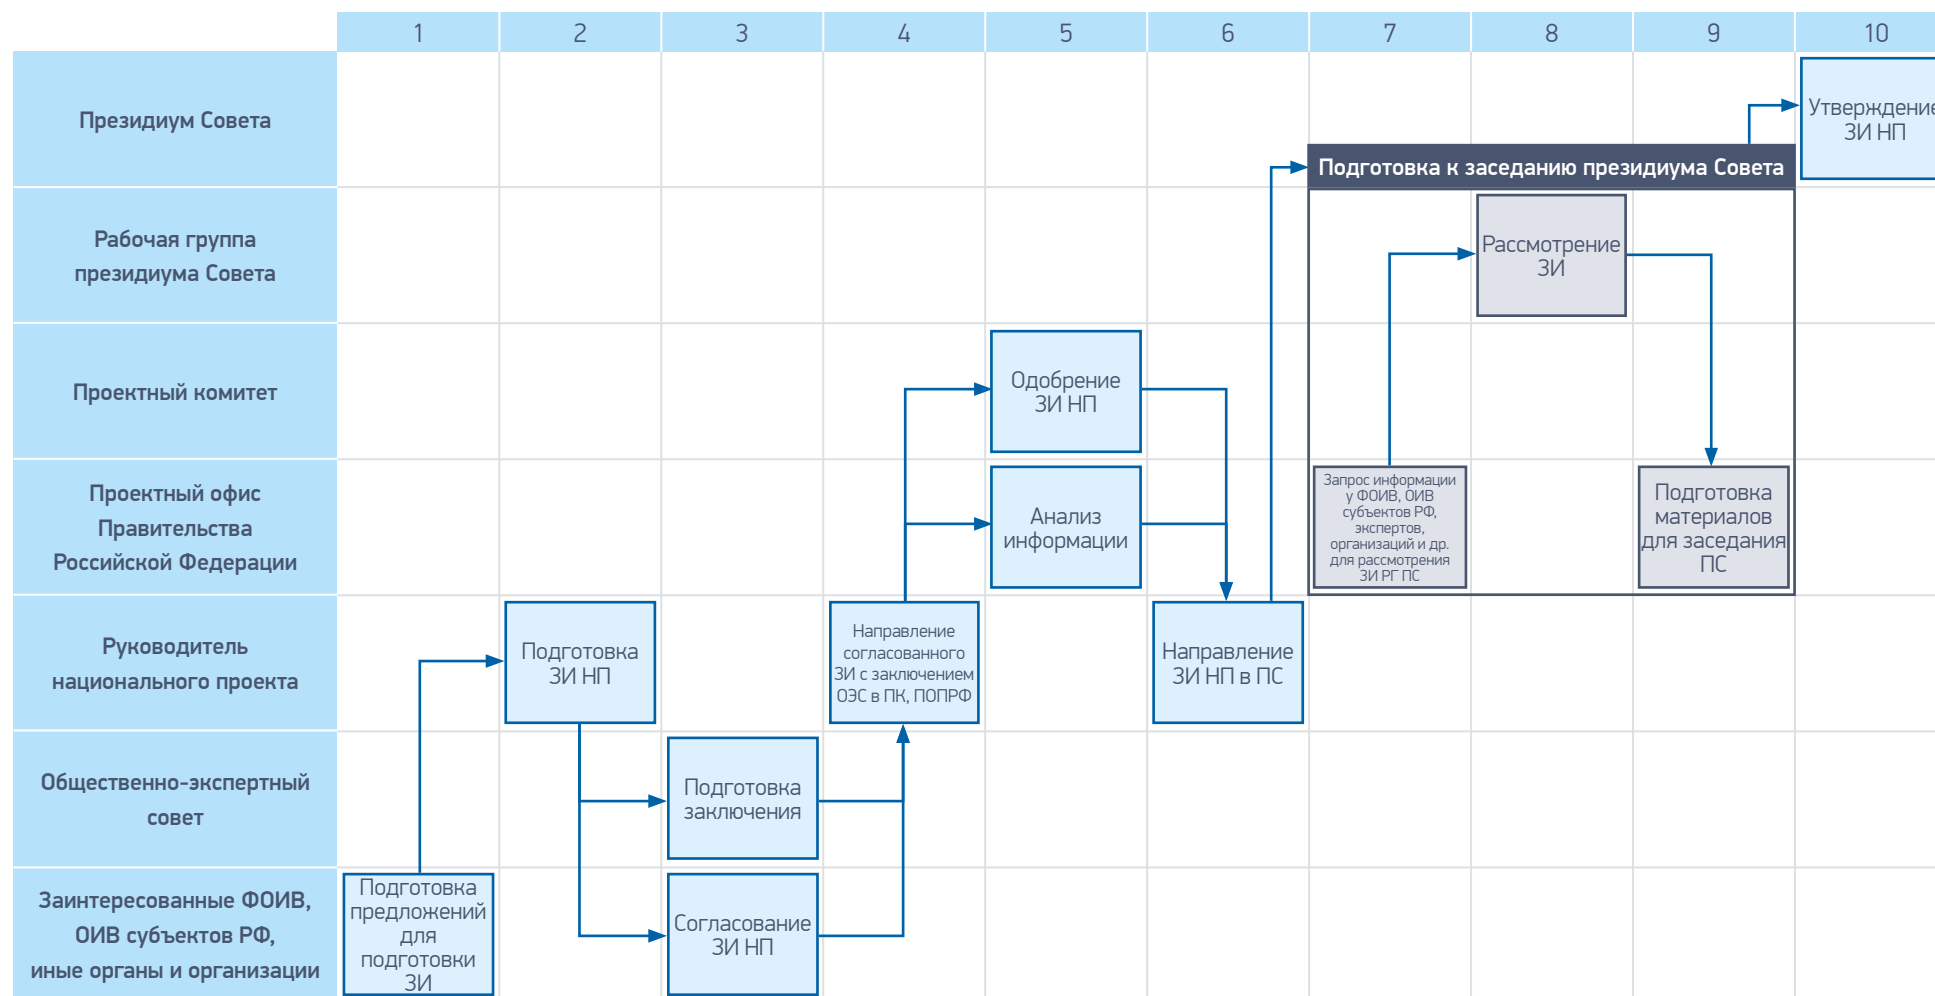 1 2 3 4 5 6 7 8 9 10
Президиум Совета
Утверждение
ЗИ НП
Подготовка к заседанию президиума Совета
Рабочая группа
президиума Совета
Рассмотрение
ЗИ
Проектный комитет
Одобрение
ЗИ НП
Проектный офис
Правительства
Российской Федерации
Анализ
информации
Запрос информации
у ФОИВ, ОИВ
субъектов РФ,
экспертов,
организаций и др.
для рассмотрения
ЗИ РГ ПС
Подготовка
материалов
для заседания
ПС
Руководитель
национального проекта
Подготовка
ЗИ НП
Направление
согласованного
ЗИ с заключением
ОЭС в ПК, ПОПРФ
Направление
ЗИ НП в ПС
Общественно-экспертный
совет
Подготовка
заключения
Заинтересованные ФОИВ,
ОИВ субъектов РФ,
иные органы и организации
Подготовка
предложений
для
подготовки
ЗИ
Согласование
ЗИ НП